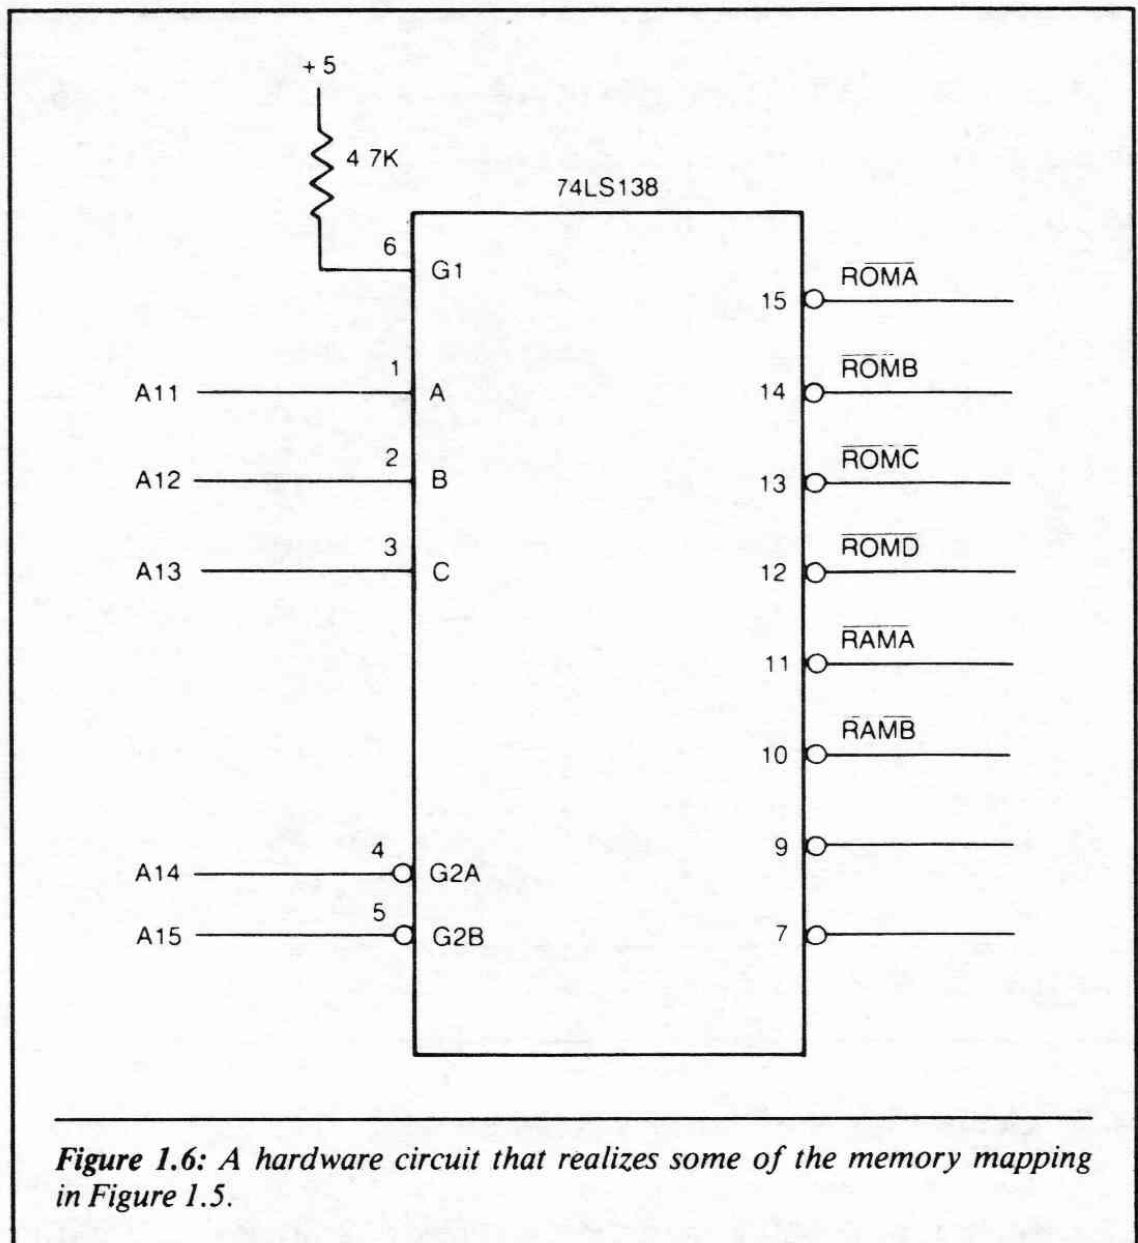 + 5
4 7K
74LS138
6
G1
15
ROMA
1
A11
A
14
ROMB
2
A12
B
13
ROMC
3
A13
C
12
ROMD
11
RAMA
10
RAMB
4
A14
G2A
9
5
A15
G2B
7
Figure 1.6: A hardware circuit that realizes some of the memory mapping
in Figure 1.5.